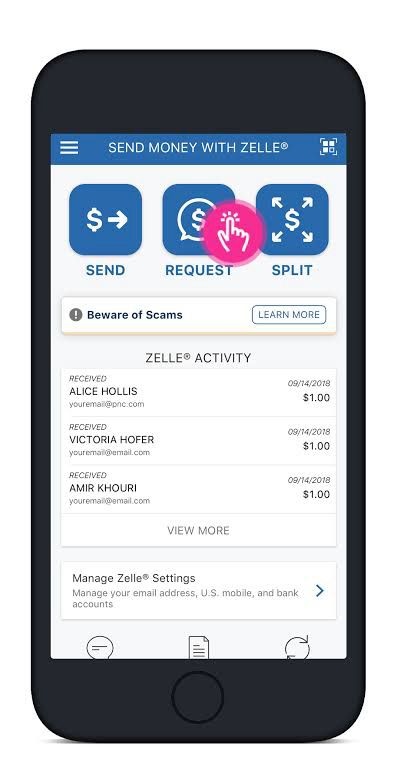 SEND MONEY WITH ZELLE®
SEND
REQUEST
SPLIT
Beware of Scams
LEARN MORE
ZELLE® ACTIVITY
RECEIVED
09/14/2018
ALICE HOLLIS
$1.00
youremail@pnc.com
RECEIVED
09/14/2018
VICTORIA HOFER
$1.00
youremail@email.com
RECEIVED
09/14/2018
AMIR KHOURI
$1.00
youremail@email.com
VIEW MORE
Manage Zelle® Settings
Manage your email address, U.S. mobile, and bank
accounts